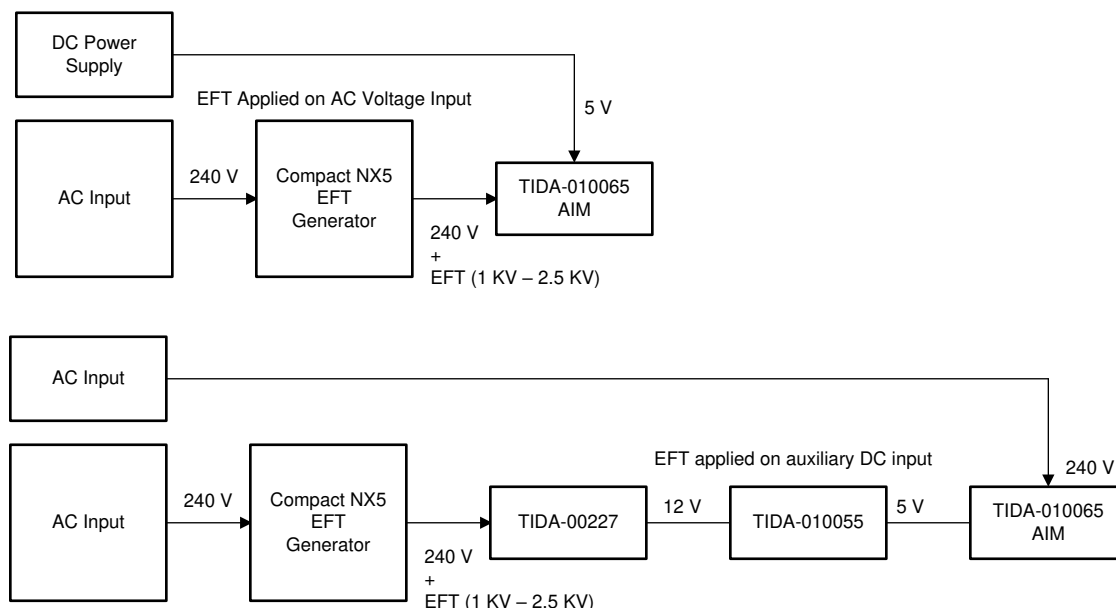 DC Power
Supply
EFT Applied on AC Voltage Input
5 V
AC Input
240 V
Compact NX5
EFT
Generator
TIDA-010065
AIM
240 V
+
EFT (1 KV – 2.5 KV)
AC Input
EFT applied on auxiliary DC input
240 V
AC Input
240 V
Compact NX5
EFT
Generator
TIDA-00227
12 V
TIDA-010055
5 V
TIDA-010065
AIM
240 V
+
EFT (1 KV – 2.5 KV)